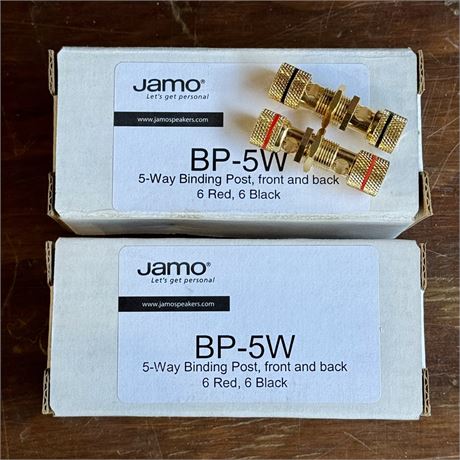 Jamo®
Let's get personal
www.jamospeakers.com
BP-5W
5-Way Binding Post, front and back
6 Red, 6 Black
Jamo®
Let's get personal
www.jamospeakers.com
BP-5W
5-Way Binding Post, front and back
6 Red, 6 Black